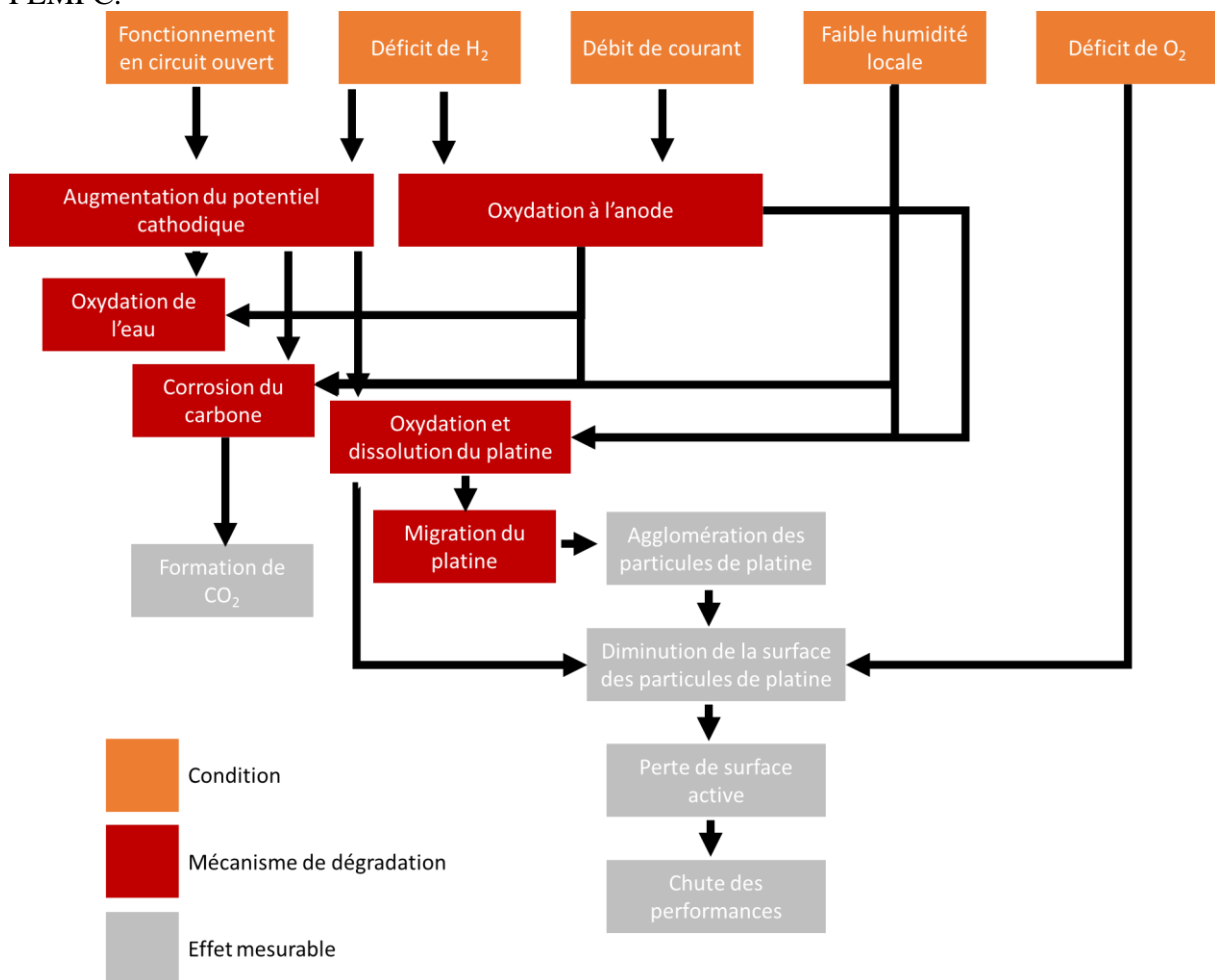 Fonctionnement
en circuit ouvert
Déficit de H₂
Débit de courant
Faible humidité
locale
Déficit de O₂
Augmentation du potentiel
cathodique
Oxydation à l’anode
Oxydation de
l’eau
Corrosion du
carbone
Oxydation et
dissolution du platine
Migration du
platine
Agglomération des
particules de platine
Formation de
CO₂
Diminution de la surface
des particules de platine
Perte de surface
active
Chute des
performances
Condition
Mécanisme de dégradation
Effet mesurable